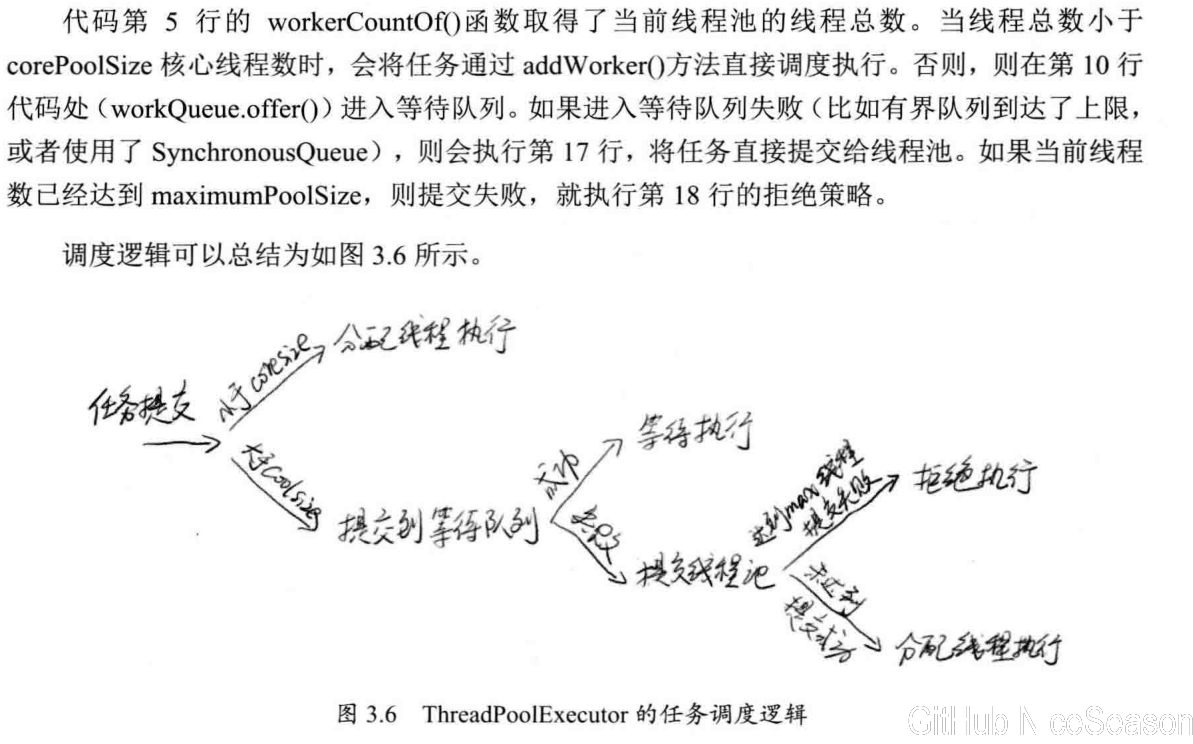 代码第 5 行的 workerCountOf()函数取得了当前线程池的线程总数。当线程总数小于
corePoolSize 核心线程数时，会将任务通过 addWorker()方法直接调度执行。否则，则在第 10 行
代码处（workQueue.offer()）进入等待队列。如果进入等待队列失败（比如有界队列到达了上限，
或者使用了 SynchronousQueue），则会执行第 17 行，将任务直接提交给线程池。如果当前线程
数已经达到 maximumPoolSize，则提交失败，就执行第 18 行的拒绝策略。
调度逻辑可以总结为如图 3.6 所示。
任务提交
小于coresize
分配线程执行
大于coolsize
提交到等待队列
成功
等待执行
失败
提交线程池
达到max线程
提交失败
拒绝执行
未达到
提交成功
分配线程执行
图 3.6 ThreadPoolExecutor 的任务调度逻辑
GitHub N ceSeason